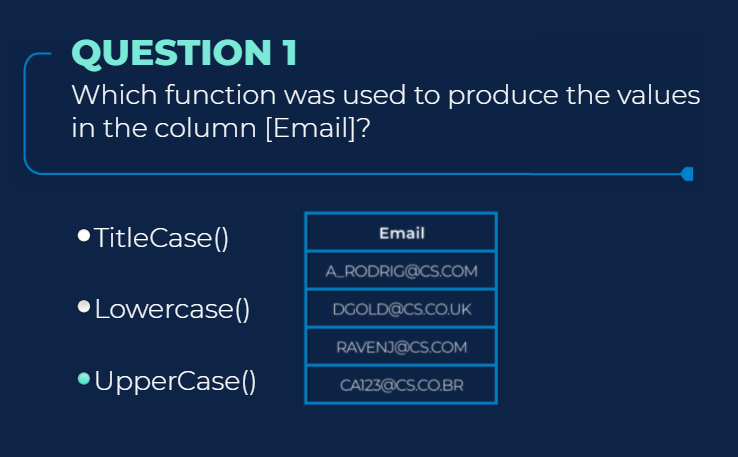 QUESTION 1
Which function was used to produce the values
in the column [Email]?
TitleCase()
Lowercase()
UpperCase()
Email
A_RODRIG@CS.COM
DGOLD@CS.CO.UK
RAVENJ@CS.COM
CA123@CS.CO.BR